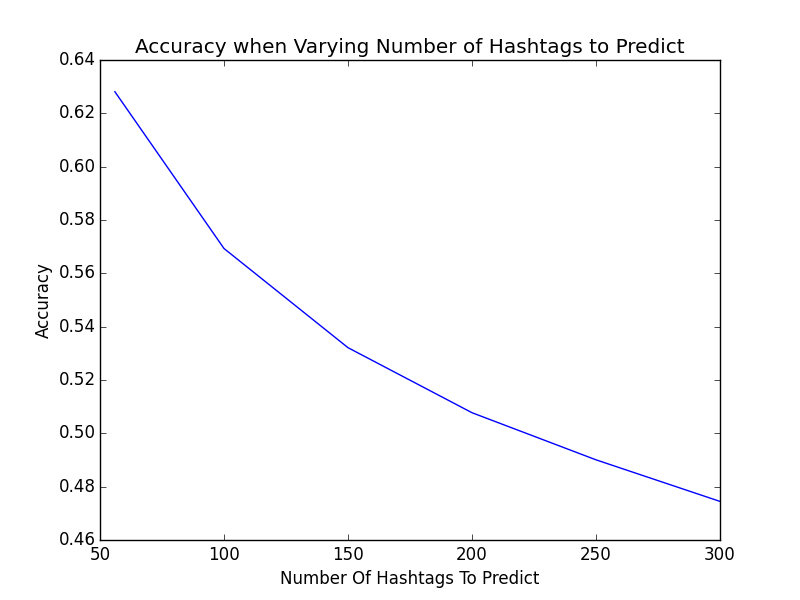 Accuracy when Varying Number of Hashtags to Predict
0.64
0.62
0.60
0.58
0.56
0.54
0.52
0.50
0.48
0.46
Accuracy
50 100 150 200 250 300
Number Of Hashtags To Predict